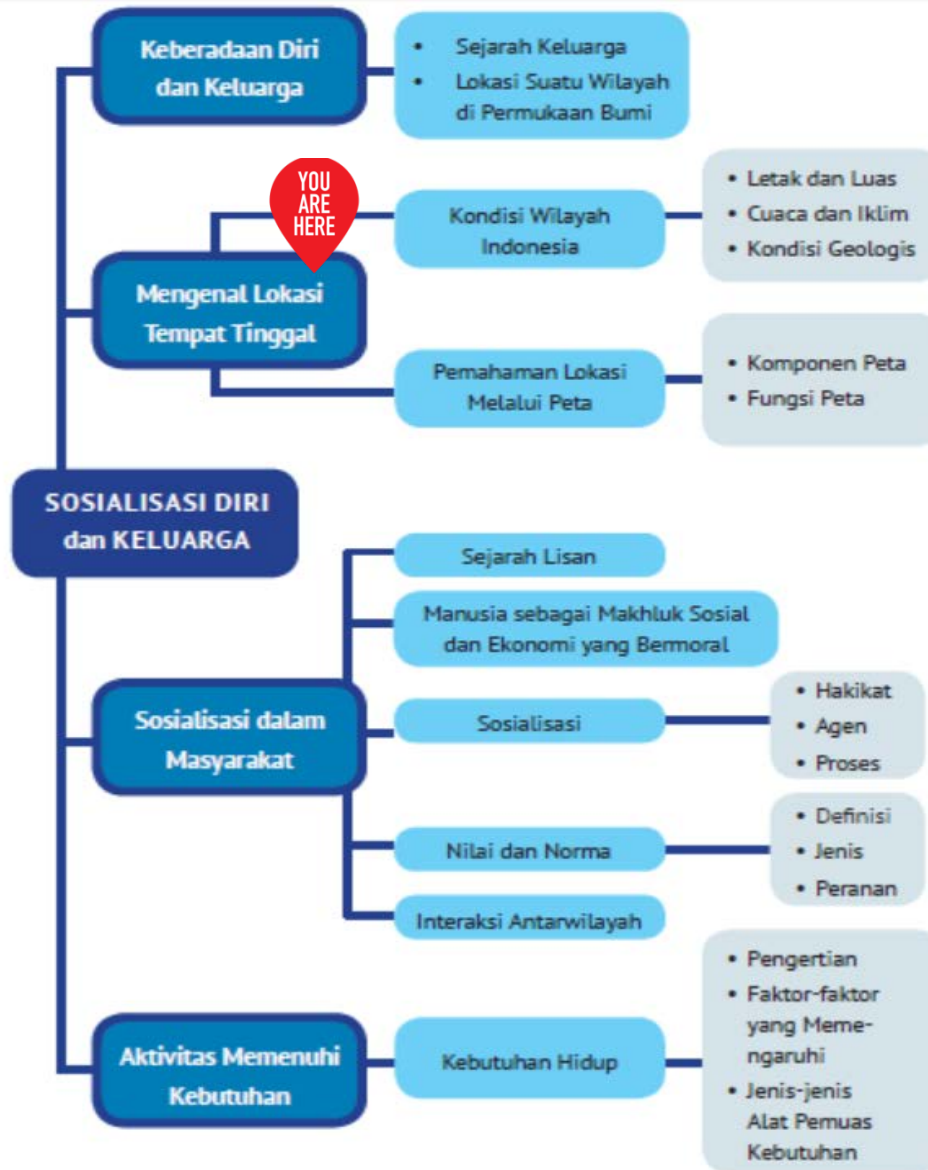 Keberadaan Diri
dan Keluarga
• Sejarah Keluarga
• Lokasi Suatu Wilayah
di Permukaan Bumi
YOU
ARE
HERE
Mengenal Lokasi
Tempat Tinggal
Kondisi Wilayah
Indonesia
• Letak dan Luas
• Cuaca dan Iklim
• Kondisi Geologis
Pemahaman Lokasi
Melalui Peta
• Komponen Peta
• Fungsi Peta
SOSIALISASI DIRI
dan KELUARGA
Sosialisasi dalam
Masyarakat
Sejarah Lisan
Manusia sebagai Makhluk Sosial
dan Ekonomi yang Bermoral
Sosialisasi
• Hakikat
• Agen
• Proses
Nilai dan Norma
• Definisi
• Jenis
• Peranan
Interaksi Antarwilayah
Aktivitas Memenuhi
Kebutuhan
Kebutuhan Hidup
• Pengertian
• Faktor-faktor
yang Meme-
ngaruhi
• Jenis-jenis
Alat Pemuas
Kebutuhan